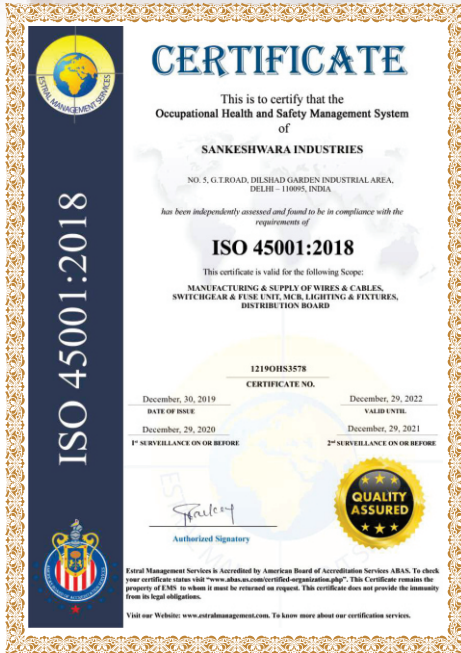 ESTRAL MANAGEMENT SERVICES
ISO 45001:2018
CERTIFICATE
This is to certify that the
Occupational Health and Safety Management System
of
SANKESHWARA INDUSTRIES
NO. 5, G.T.ROAD, DILSHAD GARDEN INDUSTRIAL AREA,
DELHI – 110095, INDIA
has been independently assessed and found to be in compliance with the
requirements of
ISO 45001:2018
This certificate is valid for the following Scope:
MANUFACTURING & SUPPLY OF WIRES & CABLES,
SWITCHGEAR & FUSE UNIT, MCB, LIGHTING & FIXTURES,
DISTRIBUTION BOARD
1219OHS3578
CERTIFICATE NO.
December, 30, 2019
DATE OF ISSUE
December, 29, 2022
VALID UNTIL
December, 29, 2020
1st SURVEILLANCE ON OR BEFORE
December, 29, 2021
2nd SURVEILLANCE ON OR BEFORE
Authorized Signatory
QUALITY
ASSURED
Estral Management Services is Accredited by American Board of Accreditation Services ABAS. To check
your certificate status visit “www.abas.us.com/certified-organization.php”. This Certificate remains the
property of EMS to whom it must be returned on request. This certificate does not provide the immunity
from its legal obligations.
Visit our Website: www.estralmanagement.com. To know more about our certification services.